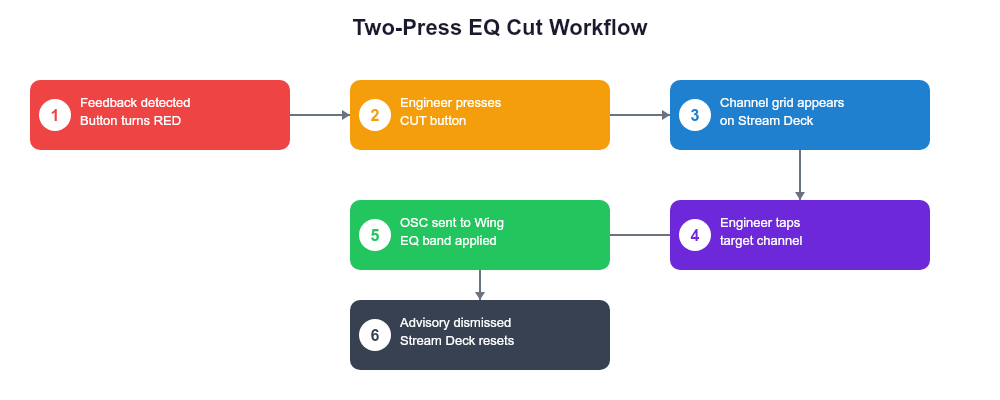 Two-Press EQ Cut Workflow
1
Feedback detected
Button turns RED
2
Engineer presses
CUT button
3
Channel grid appears
on Stream Deck
4
Engineer taps
target channel
5
OSC sent to Wing
EQ band applied
6
Advisory dismissed
Stream Deck resets